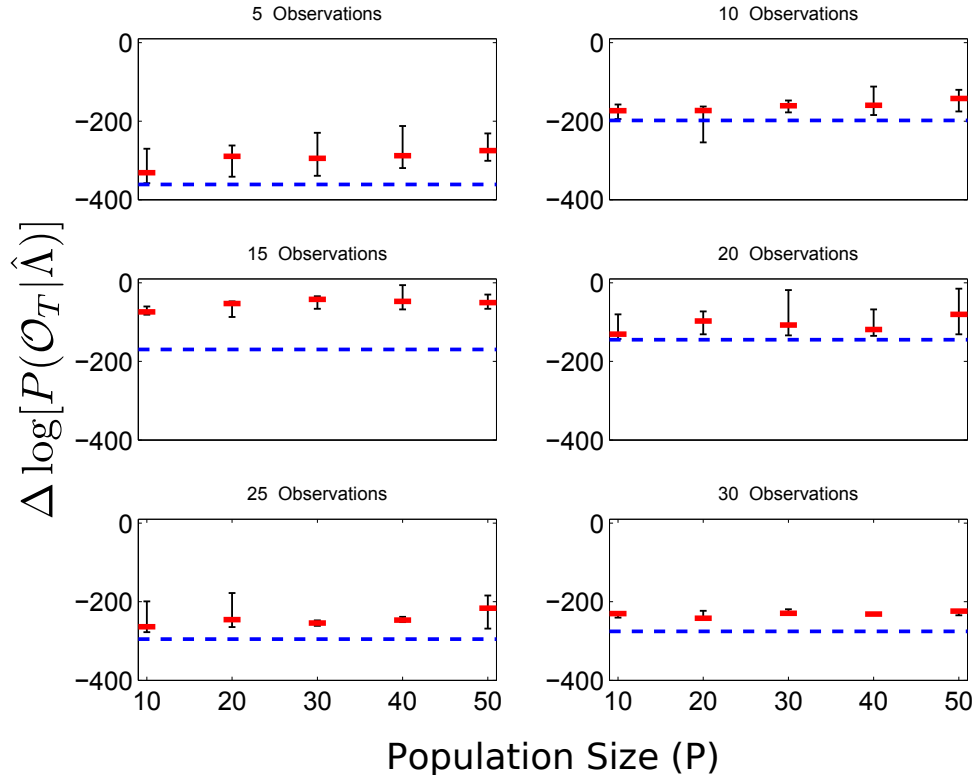 5 Observations
10 Observations
0
-200
-400
0
-200
-400
15 Observations
20 Observations
0
-200
-400
0
-200
-400
25 Observations
30 Observations
0
-200
-400
0
-200
-400
10 20 30 40 50
10 20 30 40 50
Δ log[P(𝒪_T|Λ̂)]
Population Size (P)